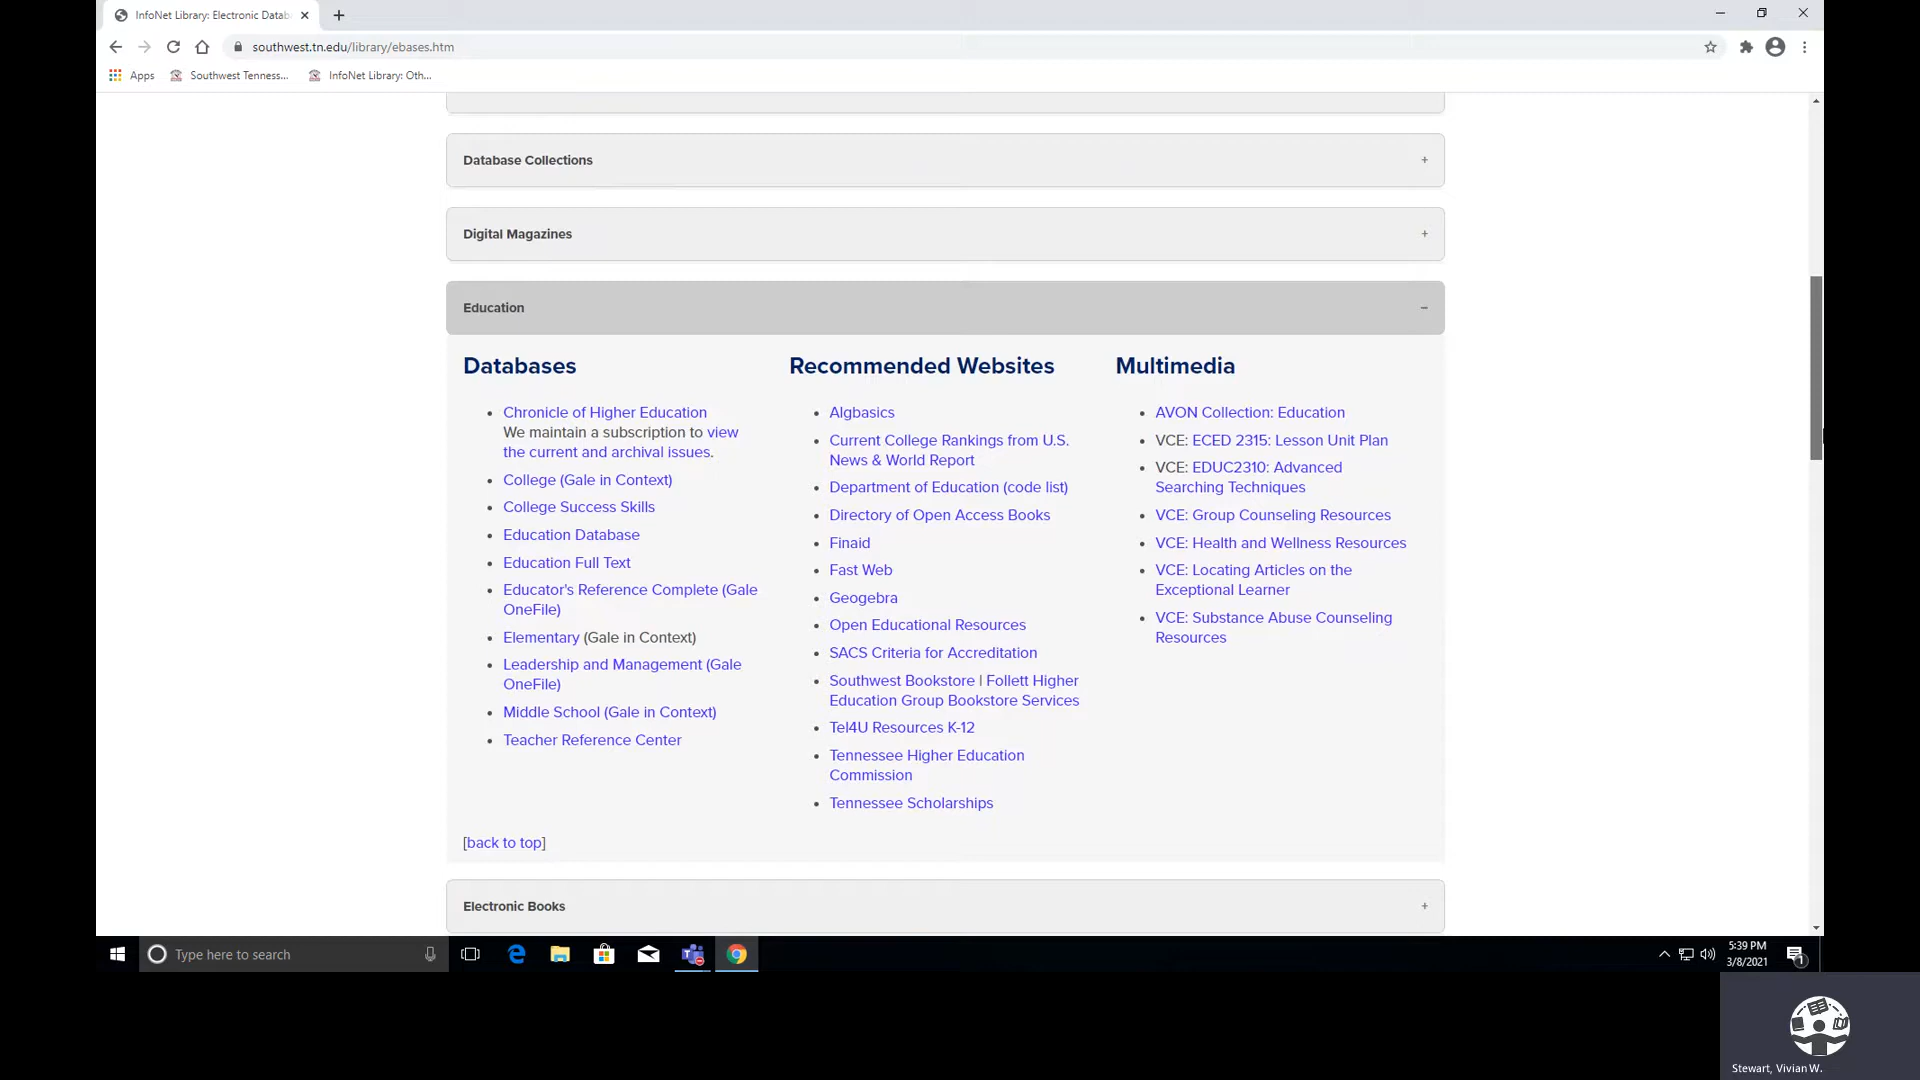 InfoNet Library: Electronic Datab
southwest.tn.edu/library/ebases.htm
Apps
Southwest Tenness...
InfoNet Library: Oth...
Database Collections +
Digital Magazines +
Education −
Databases
Chronicle of Higher Education
We maintain a subscription to view
the current and archival issues.
College (Gale in Context)
College Success Skills
Education Database
Education Full Text
Educator's Reference Complete (Gale
OneFile)
Elementary (Gale in Context)
Leadership and Management (Gale
OneFile)
Middle School (Gale in Context)
Teacher Reference Center
Recommended Websites
Algbasics
Current College Rankings from U.S.
News & World Report
Department of Education (code list)
Directory of Open Access Books
Finaid
Fast Web
Geogebra
Open Educational Resources
SACS Criteria for Accreditation
Southwest Bookstore | Follett Higher
Education Group Bookstore Services
Tel4U Resources K-12
Tennessee Higher Education
Commission
Tennessee Scholarships
Multimedia
AVON Collection: Education
VCE: ECED 2315: Lesson Unit Plan
VCE: EDUC2310: Advanced
Searching Techniques
VCE: Group Counseling Resources
VCE: Health and Wellness Resources
VCE: Locating Articles on the
Exceptional Learner
VCE: Substance Abuse Counseling
Resources
[back to top]
Electronic Books +
Type here to search
5:39 PM
3/8/2021
1
Stewart, Vivian W.